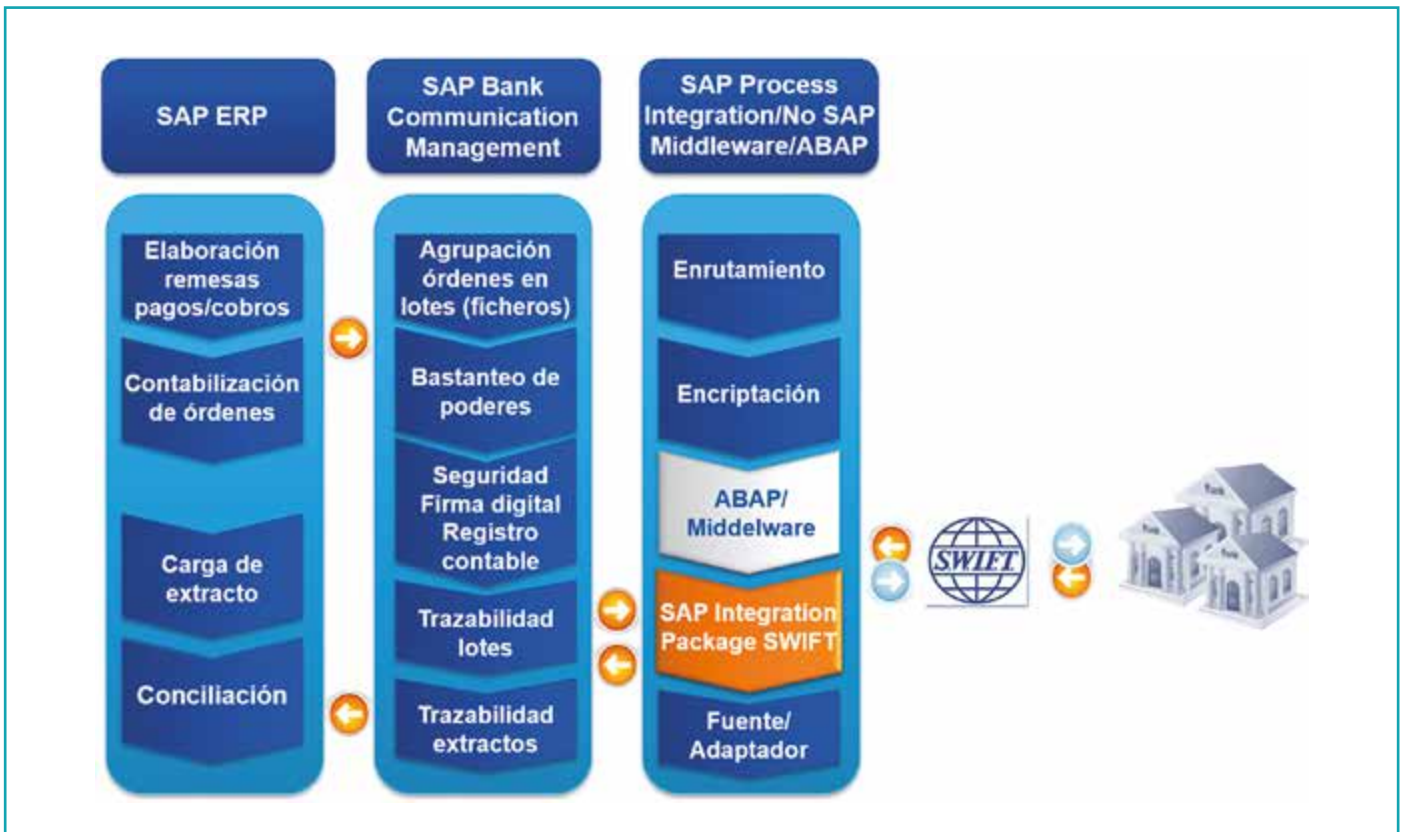 SAP ERP
SAP Bank
Communication
Management
SAP Process
Integration/No SAP
Middleware/ABAP
Elaboración
remesas
pagos/cobros
Contabilización
de órdenes
Carga de
extracto
Conciliación
Agrupación
órdenes en
lotes (ficheros)
Bastanteo de
poderes
Seguridad
Firma digital
Registro
contable
Trazabilidad
lotes
Trazabilidad
extractos
Enrutamiento
Encriptación
ABAP/
Middelware
SAP Integration
Package SWIFT
Fuente/
Adaptador
SWIFT